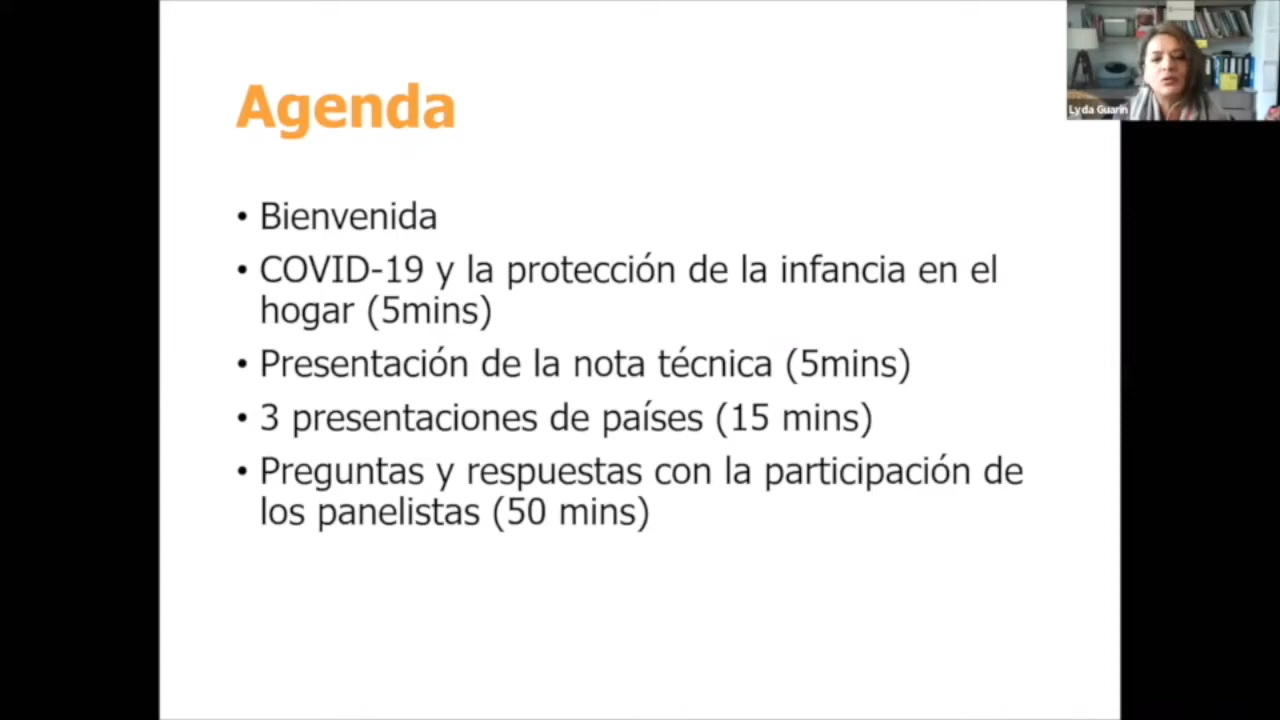 Agenda
Lyda Guarín
• Bienvenida
• COVID-19 y la protección de la infancia en el
hogar (5mins)
• Presentación de la nota técnica (5mins)
• 3 presentaciones de países (15 mins)
• Preguntas y respuestas con la participación de
los panelistas (50 mins)